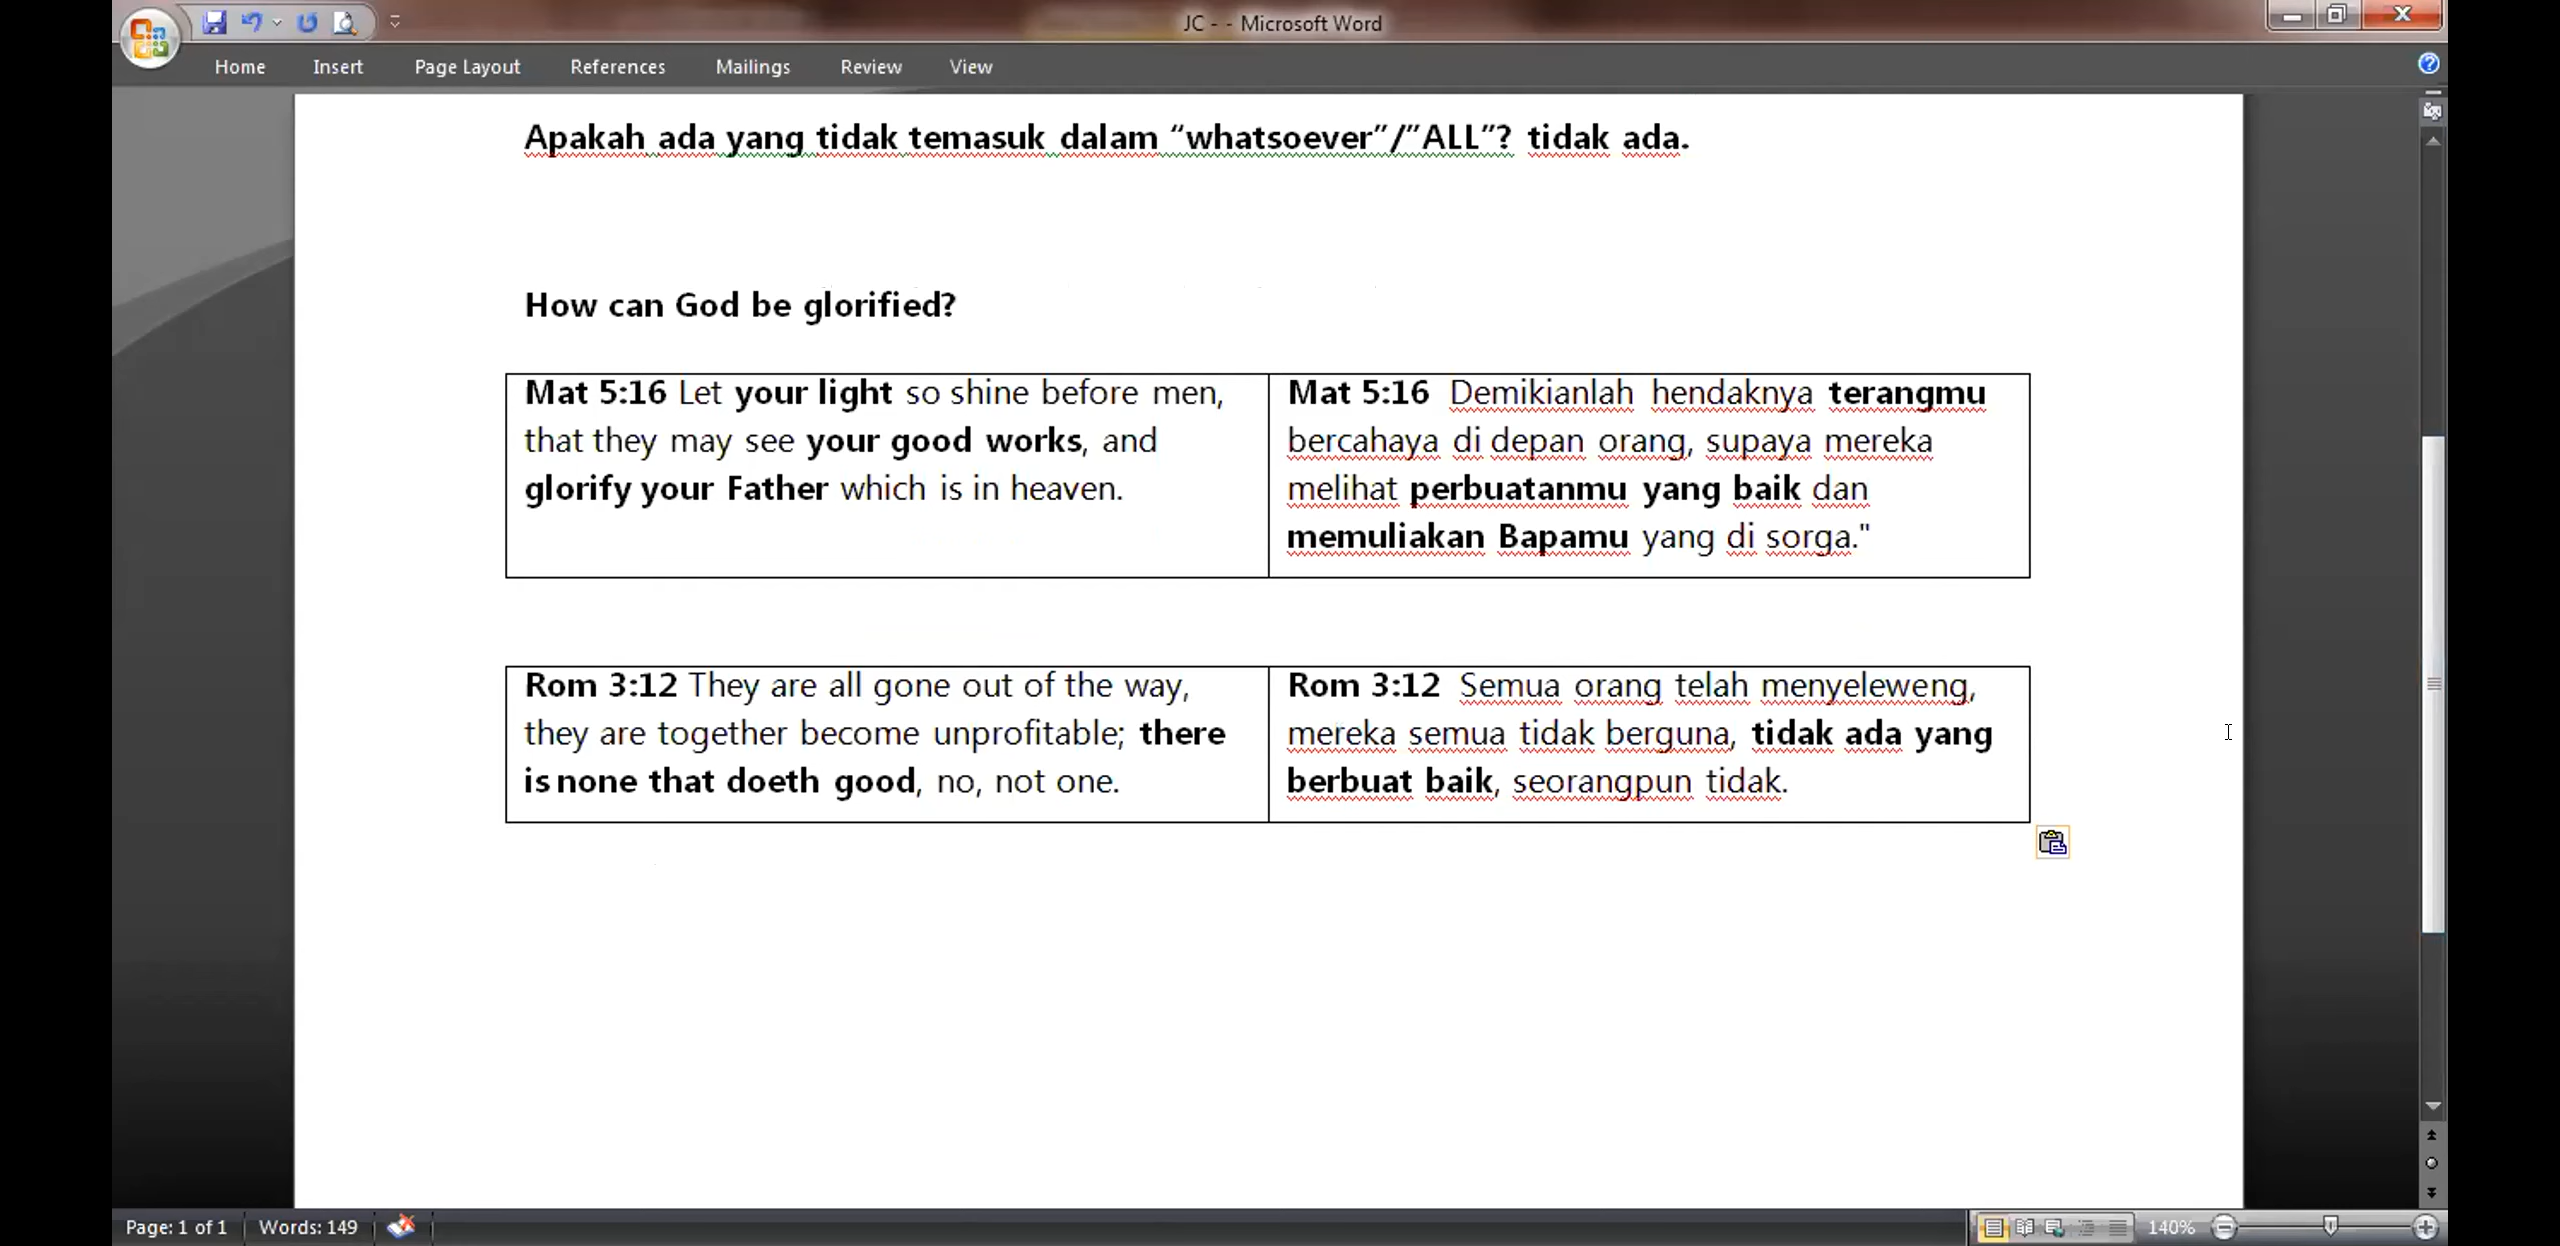 JC - - Microsoft Word
Home Insert Page Layout References Mailings Review View
Apakah ada yang tidak temasuk dalam “whatsoever”/”ALL”? tidak ada.
How can God be glorified?
Mat 5:16 Let your light so shine before men,
that they may see your good works, and
glorify your Father which is in heaven.
Mat 5:16 Demikianlah hendaknya terangmu
bercahaya di depan orang, supaya mereka
melihat perbuatanmu yang baik dan
memuliakan Bapamu yang di sorga."
Rom 3:12 They are all gone out of the way,
they are together become unprofitable; there
is none that doeth good, no, not one.
Rom 3:12 Semua orang telah menyeleweng,
mereka semua tidak berguna, tidak ada yang
berbuat baik, seorangpun tidak.
Page: 1 of 1 Words: 149 140%